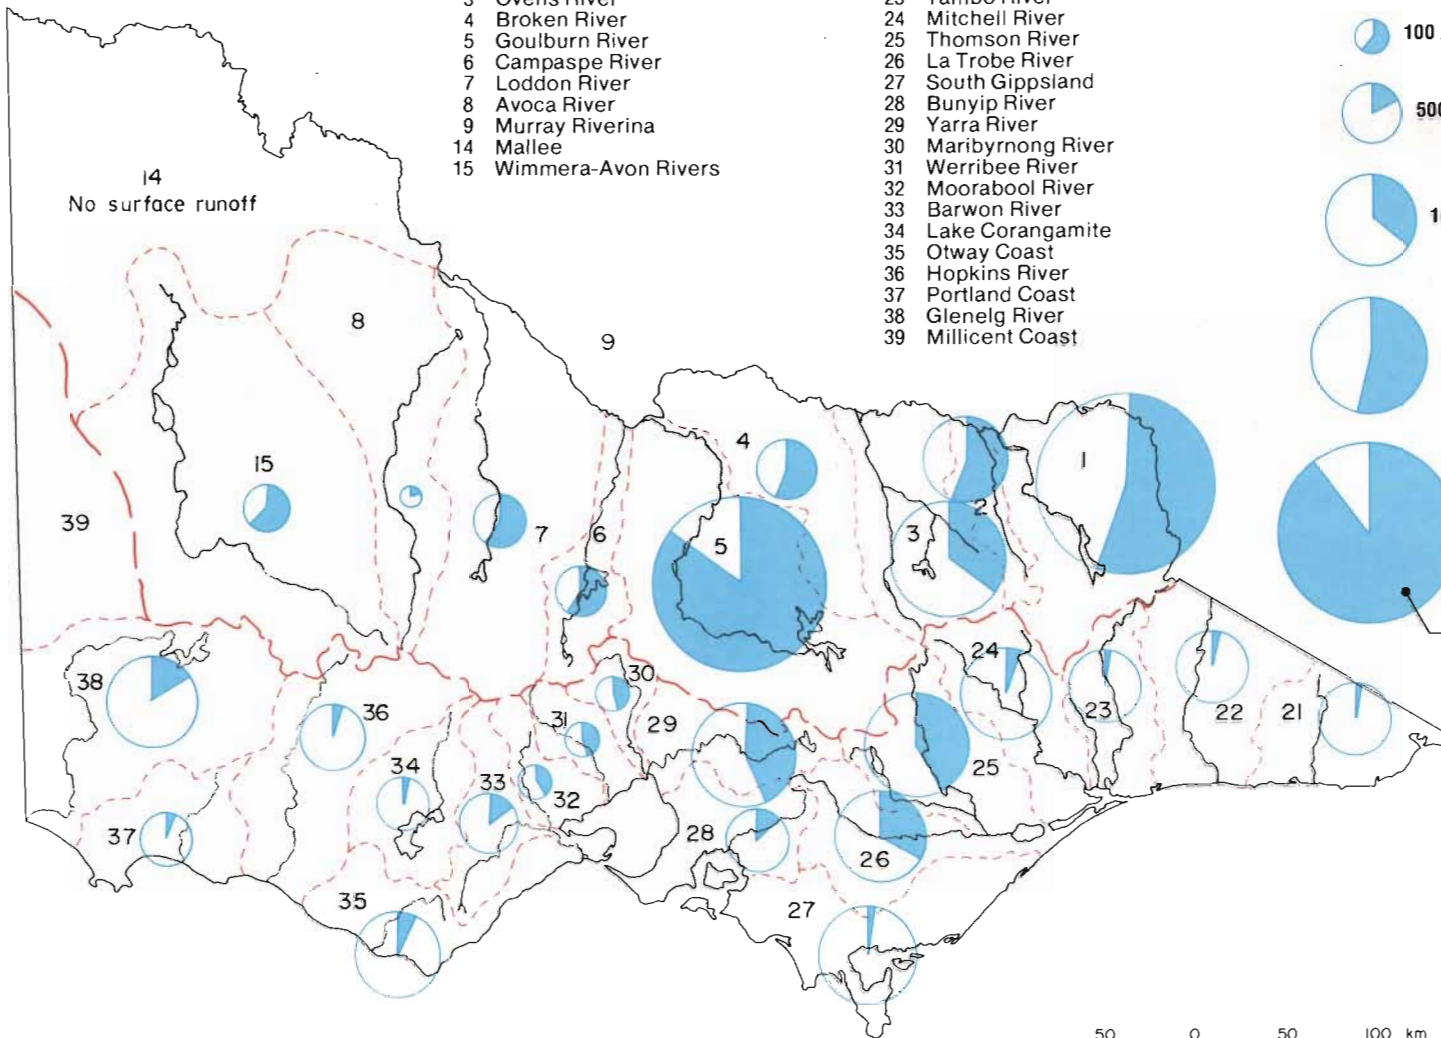 4 Broken River
5 Goulburn River
6 Campaspe River
7 Loddon River
8 Avoca River
9 Murray Riverina
14 Mallee
15 Wimmera-Avon Rivers
24 Mitchell River
25 Thomson River
26 La Trobe River
27 South Gippsland
28 Bunyip River
29 Yarra River
30 Maribyrnong River
31 Werribee River
32 Moorabool River
33 Barwon River
34 Lake Corangamite
35 Otway Coast
36 Hopkins River
37 Portland Coast
38 Glenelg River
39 Millicent Coast
100
500
14
No surface runoff
8
9
15
39
7
6
4
5
3
2
1
38
36
34
37
35
33
32
31
30
29
28
27
26
25
24
23
22
21
50 0 50 100 km